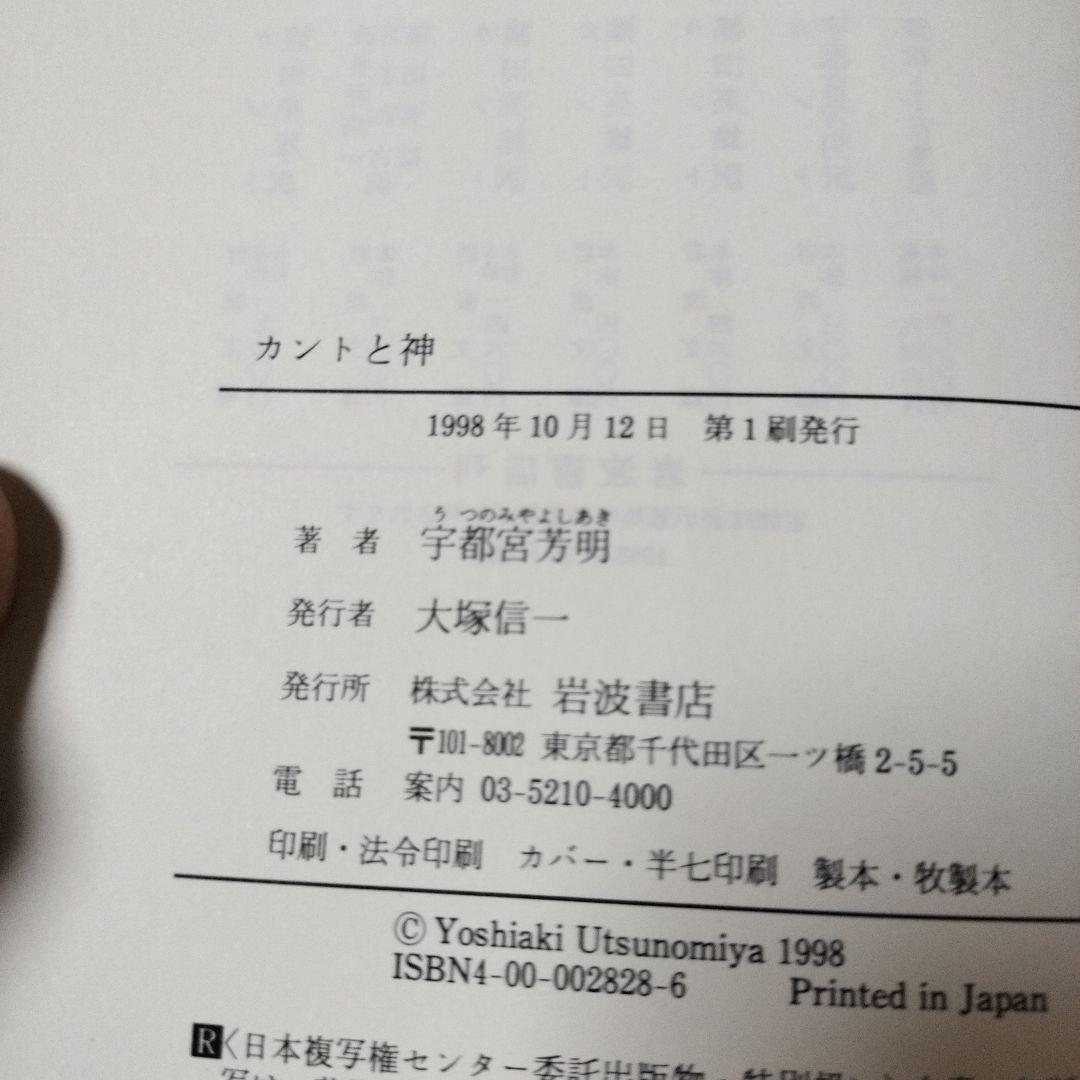 カントと神
1998年10月12日 第1刷発行
うつのみやよしあき
著者 宇都宮芳明
発行者 大塚信一
発行所 株式会社 岩波書店
〒101-8002 東京都千代田区一ツ橋2-5-5
電話 案内 03-5210-4000
印刷・法令印刷 カバー・半七印刷 製本・牧製本
© Yoshiaki Utsunomiya 1998
ISBN4-00-002828-6 Printed in Japan
R〈日本複写権センター委託出版物・特別